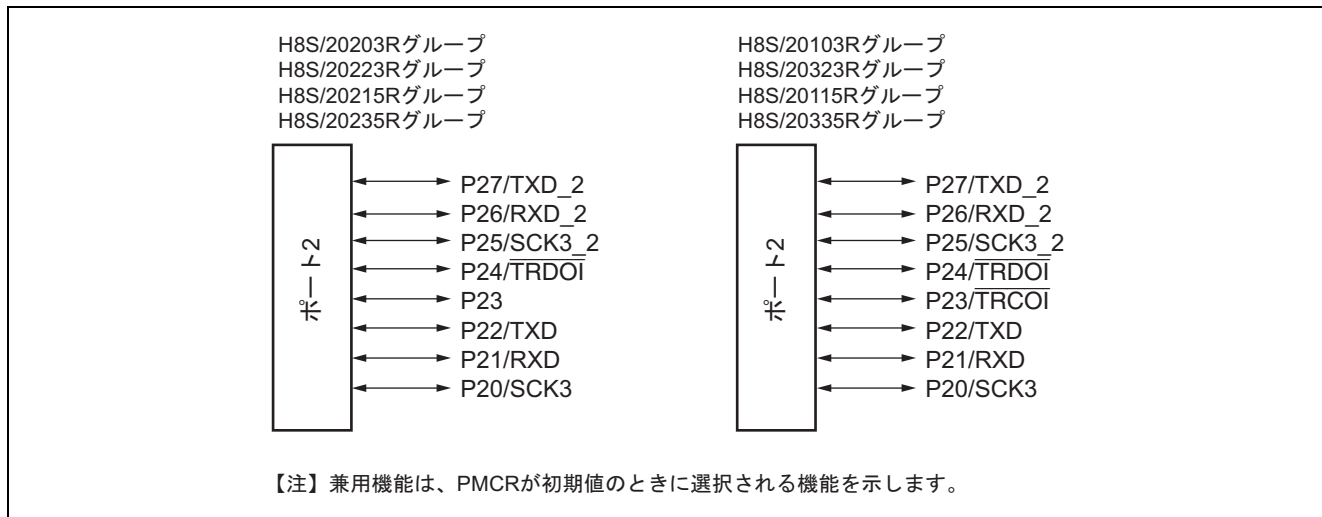 H8S/20203Rグループ
H8S/20223Rグループ
H8S/20215Rグループ
H8S/20235Rグループ
ポート2
P27/TXD_2
P26/RXD_2
P25/SCK3_2
P24/T̅R̅D̅O̅I̅
P23
P22/TXD
P21/RXD
P20/SCK3
H8S/20103Rグループ
H8S/20323Rグループ
H8S/20115Rグループ
H8S/20335Rグループ
ポート2
P27/TXD_2
P26/RXD_2
P25/SCK3_2
P24/T̅R̅D̅O̅I̅
P23/T̅R̅C̅O̅I̅
P22/TXD
P21/RXD
P20/SCK3
【注】兼用機能は、PMCRが初期値のときに選択される機能を示します。